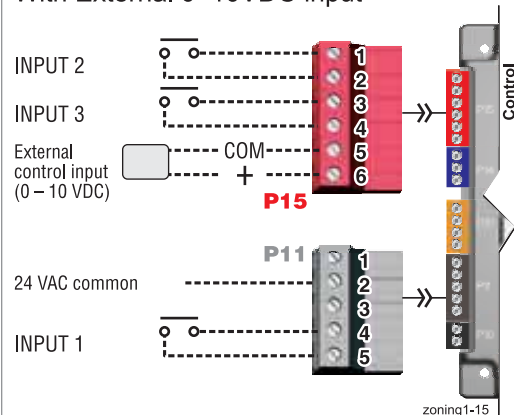 With External 0-10VDC Input
INPUT 2
INPUT 3
External
control input
(0 – 10 VDC)
COM
+
1
2
3
4
5
6
P15
P11
24 VAC common
INPUT 1
1
2
3
4
5
Control
zoning1-15